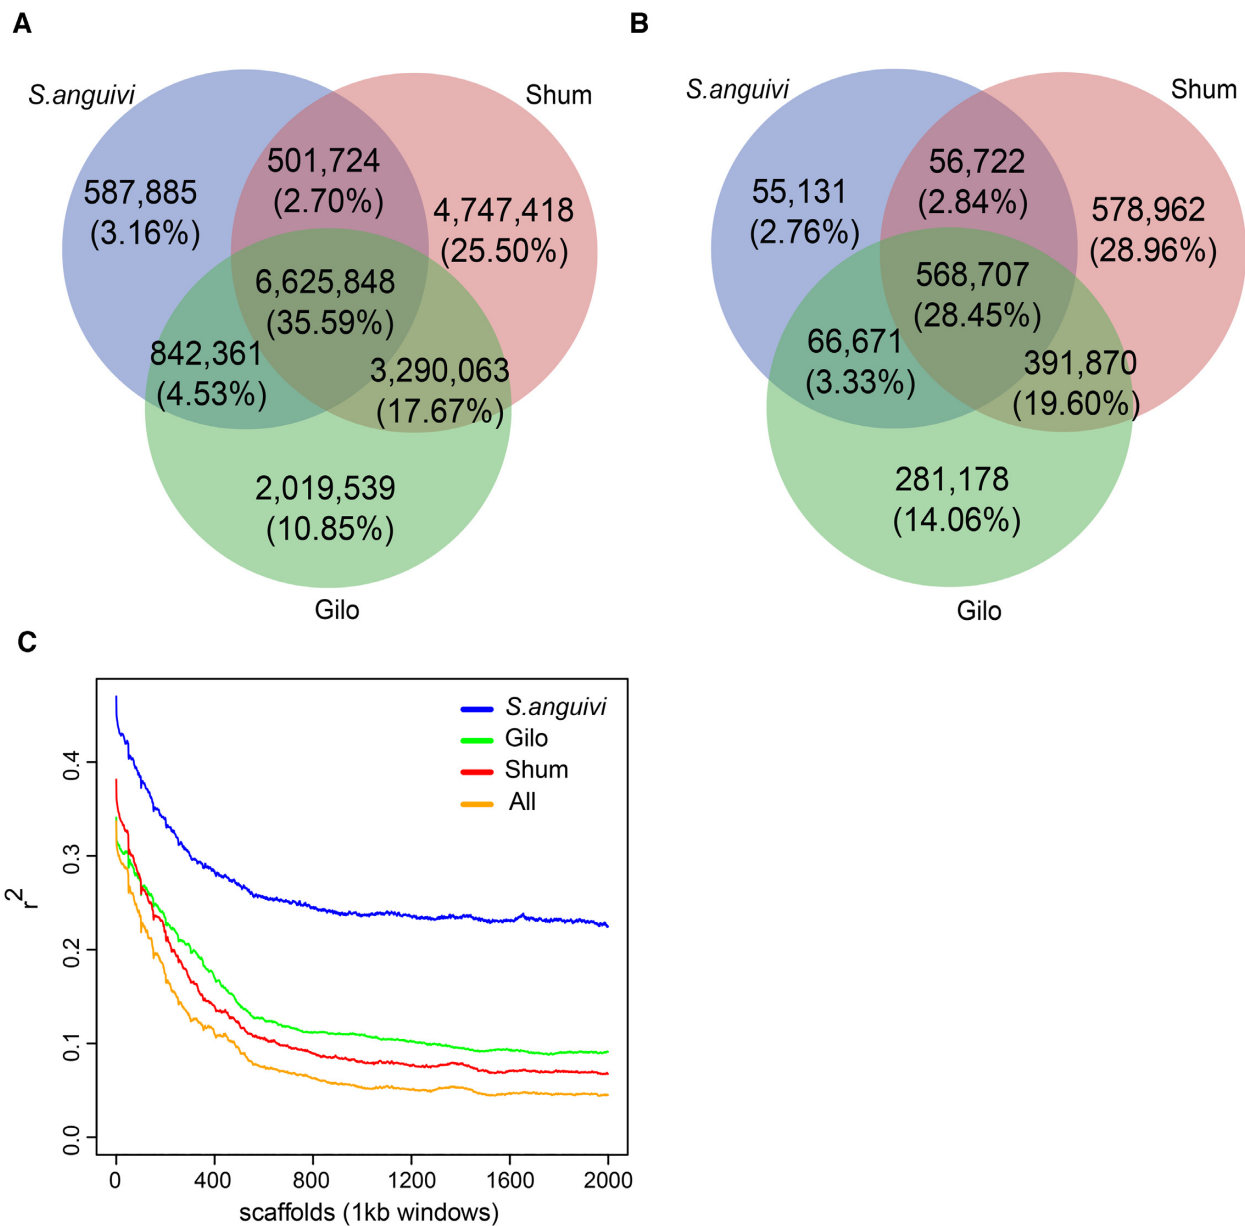 A
S.anguivi
Shum
501,724
(2.70%)
587,885
(3.16%)
4,747,418
(25.50%)
6,625,848
(35.59%)
842,361
(4.53%)
3,290,063
(17.67%)
2,019,539
(10.85%)
Gilo
B
S.anguivi
Shum
56,722
(2.84%)
55,131
(2.76%)
578,962
(28.96%)
568,707
(28.45%)
66,671
(3.33%)
391,870
(19.60%)
281,178
(14.06%)
Gilo
C
S.anguivi
Gilo
Shum
All
r²
0.4
0.3
0.2
0.1
0.0
0 400 800 1200 1600 2000
scaffolds (1kb windows)